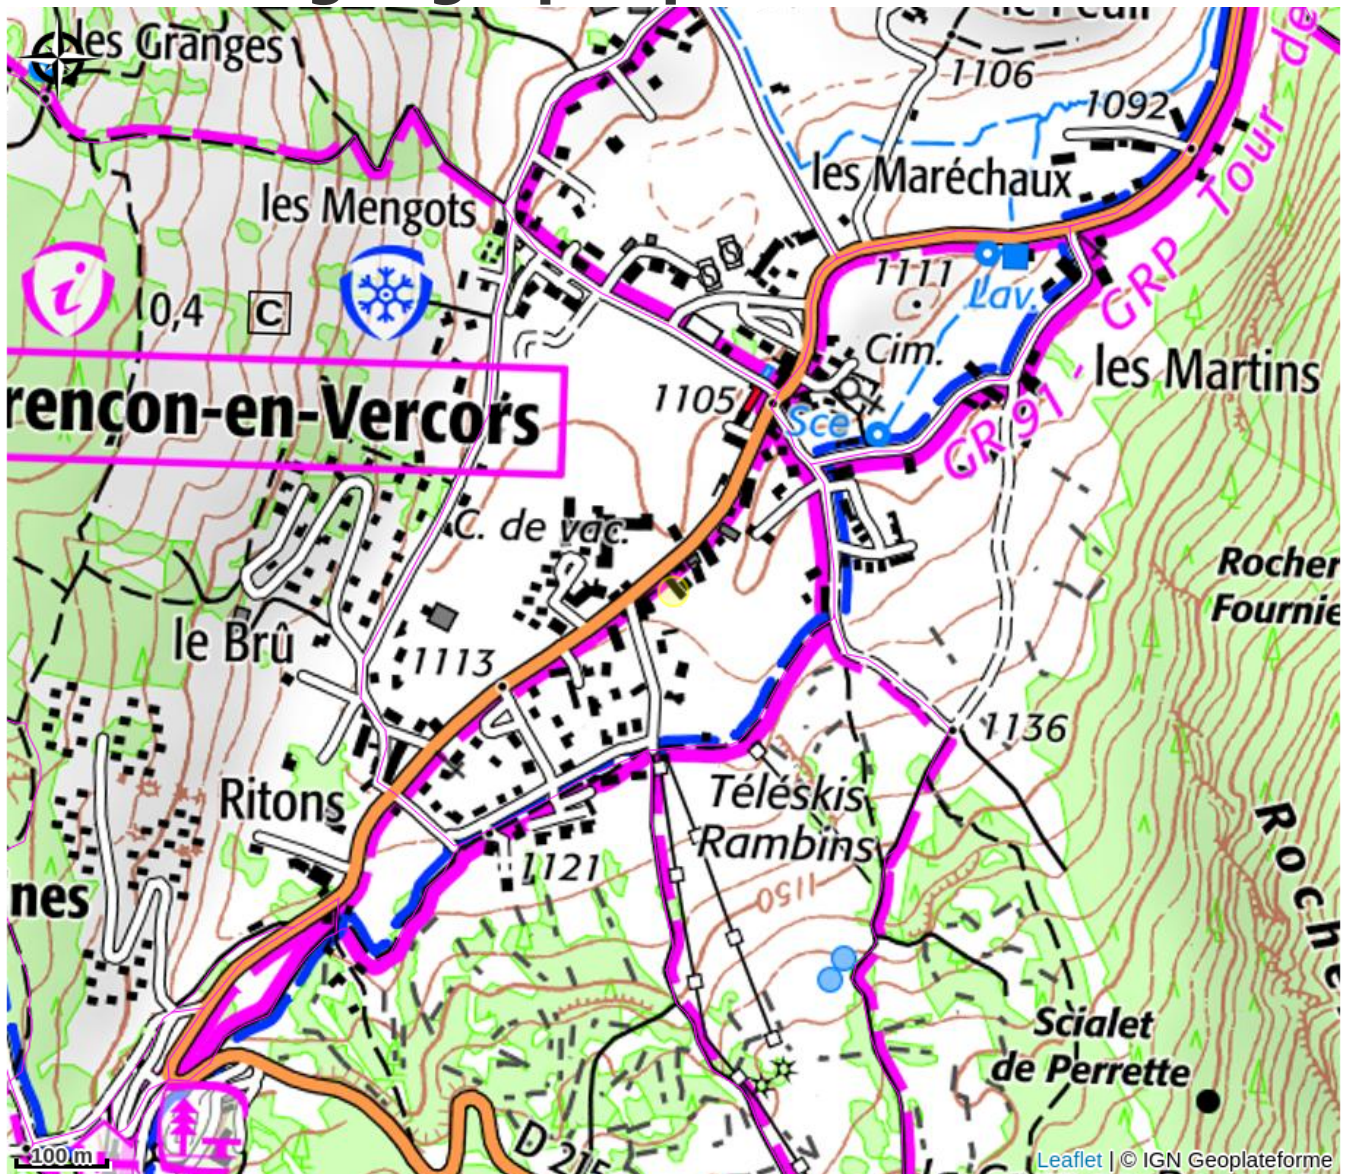 les Granges
1106
1092
Tour de
les Maréchaux
les Mengots
1111
Lav.
GRP
0,4
C
i
Cim.
les Martins
rençon-en-Vercors
1105
Sce
GR 91 -
C. de vac.
Rocher
Fournie
le Brû
1113
1136
Ritons
Téléskis
Rambins
Roche
1121
1150
nes
Scialet
de Perrette
D 215
100 m
Leaflet | © IGN Geoplateforme